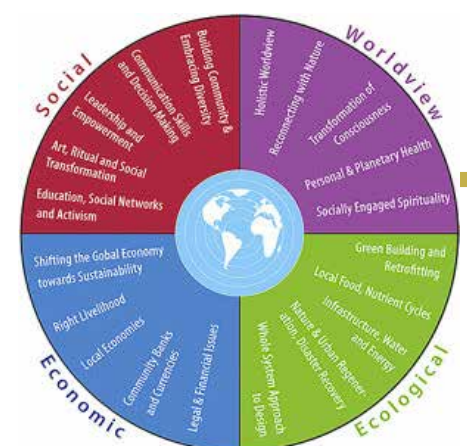 Social
Building Community &
Embracing Diversity
Communication Skills
and Decision Making
Leadership and
Empowerment
Art, Ritual and Social
Transformation
Education, Social Networks
and Activism
Worldview
Holistic Worldview
Reconnecting with Nature
Transformation of
Consciousness
Personal & Planetary Health
Socially Engaged Spirituality
Economic
Shifting the Gobal Economy
towards Sustainability
Right Livelihood
Local Economies
Community Banks
and Currencies
Legal & Financial Issues
Ecological
Green Building and
Retrofitting
Local Food, Nutrient Cycles
Infrastructure, Water
and Energy
Nature & Urban Regener
ation , Disaster Recovery
Whole System Approach
to Design